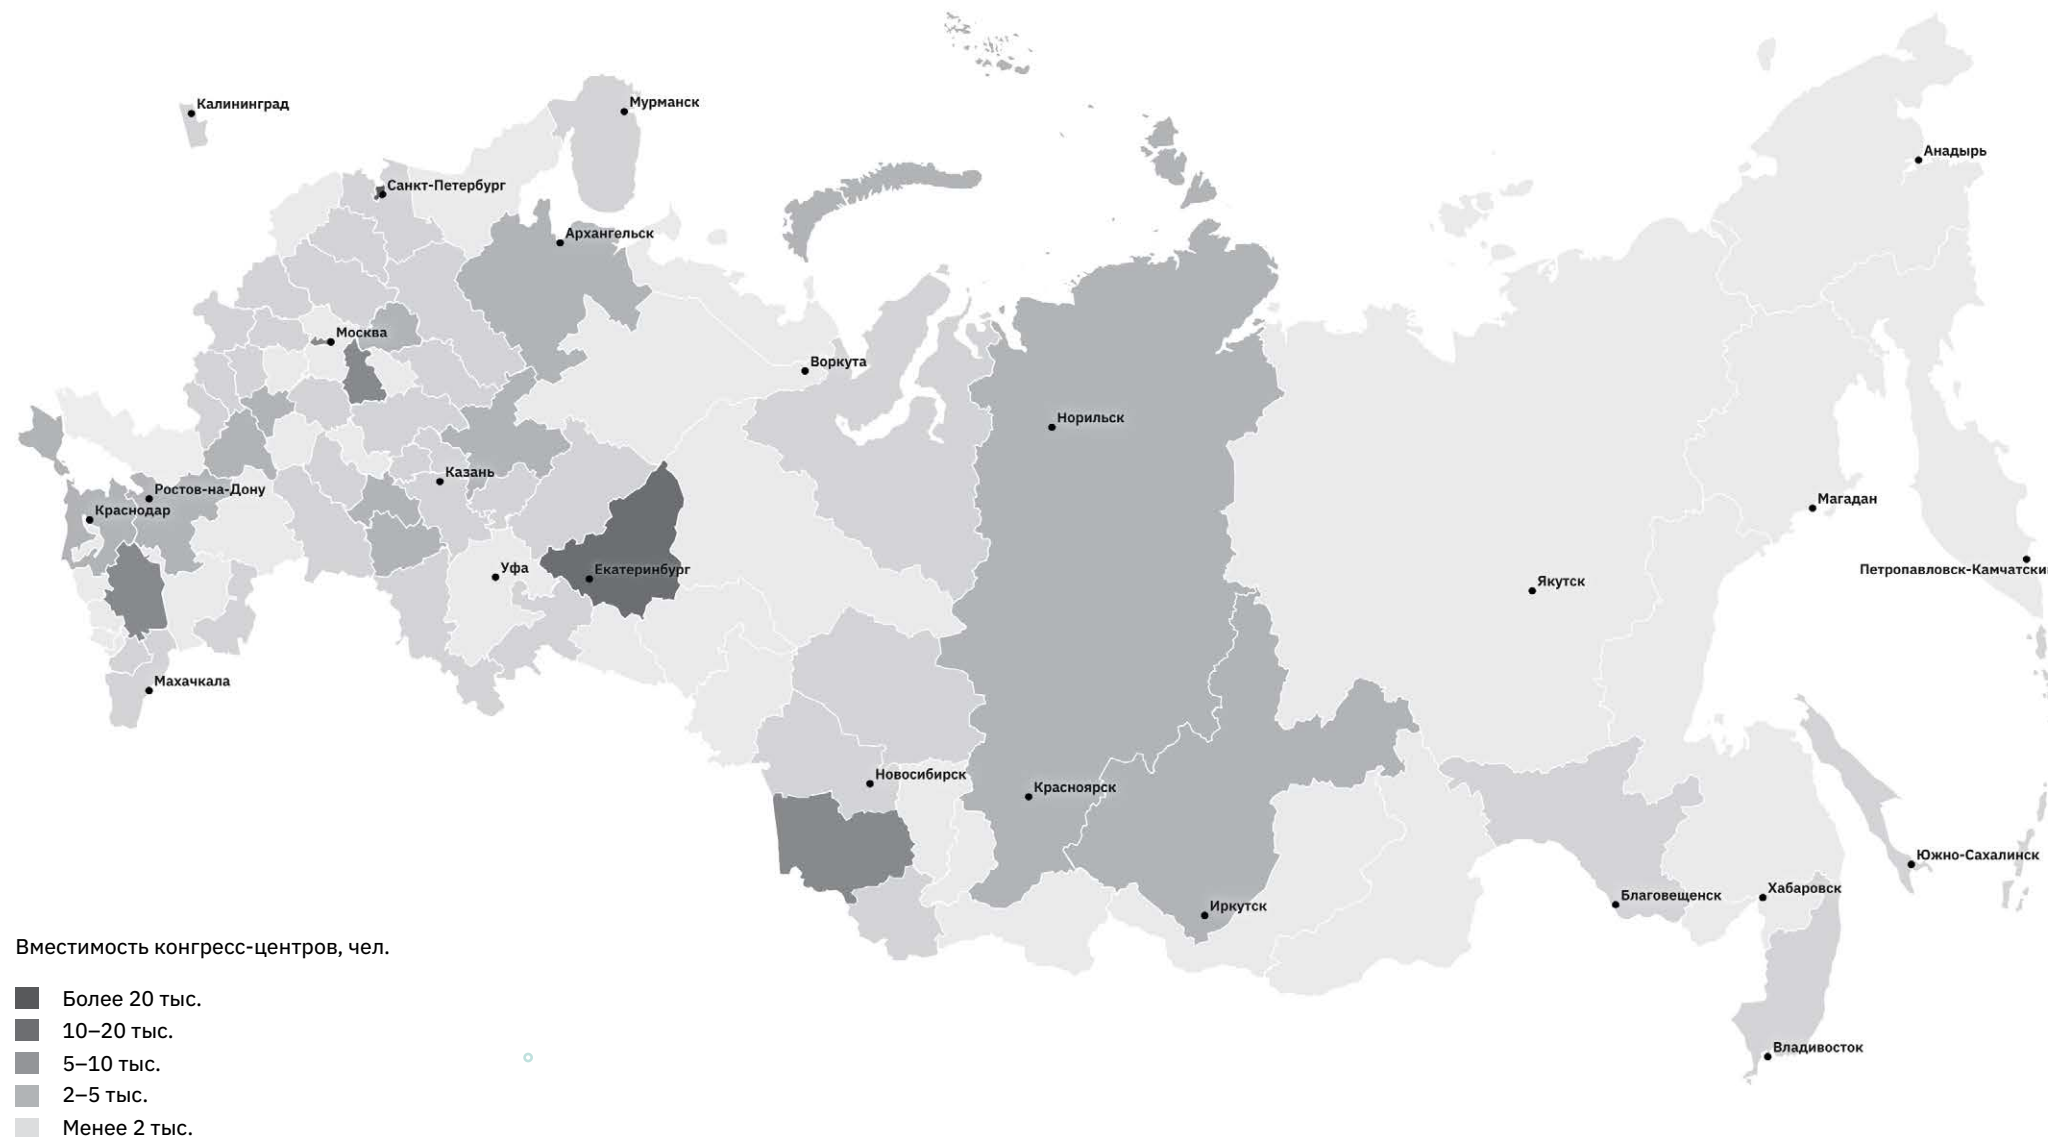 Калининград
Мурманск
Анадырь
Санкт-Петербург
Архангельск
Москва
Воркута
Норильск
Казань
Ростов-на-Дону
Краснодар
Магадан
Уфа
Екатеринбург
Петропавловск-Камчатски
Якутск
Махачкала
Новосибирск
Красноярск
Южно-Сахалинск
Хабаровск
Благовещенск
Иркутск
Владивосток
Вместимость конгресс-центров, чел.
Более 20 тыс.
10–20 тыс.
5–10 тыс.
2–5 тыс.
Менее 2 тыс.